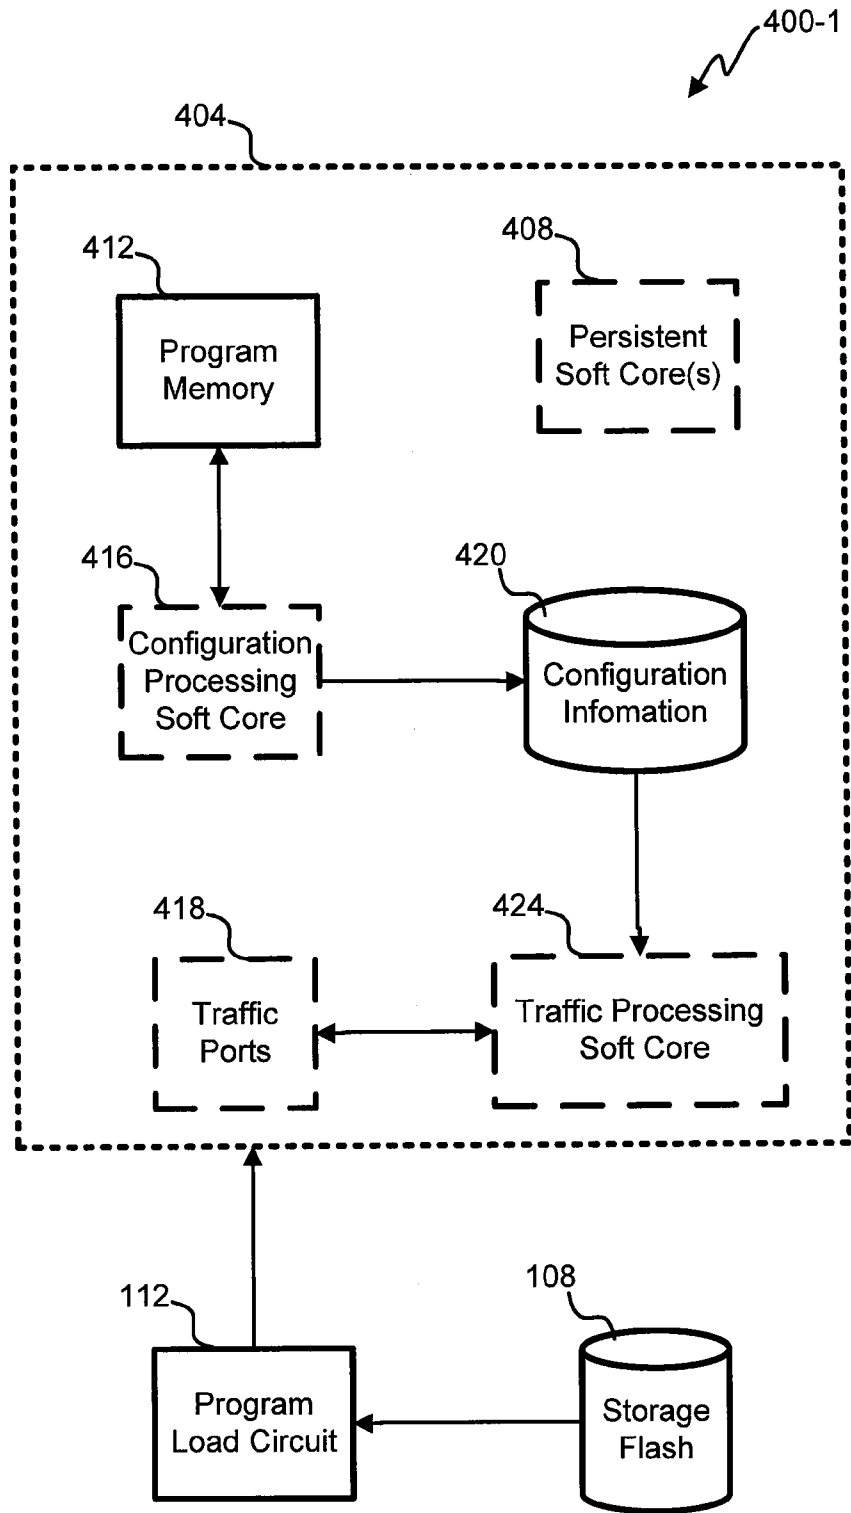 400-1
404
412
408
Program
Memory
Persistent
Soft Core(s)
416
420
Configuration
Processing
Soft Core
Configuration
Infomation
418
424
Traffic
Ports
Traffic Processing
Soft Core
112
108
Program
Load Circuit
Storage
Flash